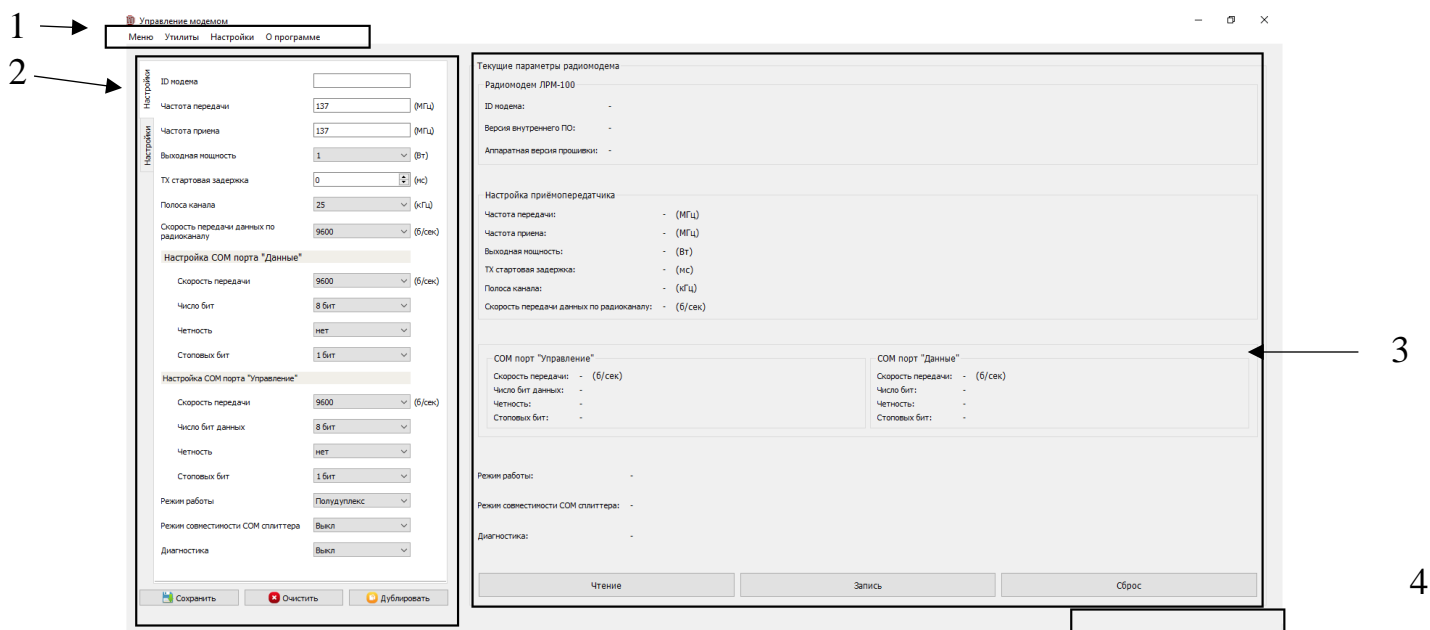 1
Управление модемом
Меню Утилиты Настройки О программе
2
Настройки
Настройки
ID модема
Частота передачи 137 (МГц)
Частота приема 137 (МГц)
Выходная мощность 1 (Вт)
TX стартовая задержка 0 (мс)
Полоса канала 25 (кГц)
Скорость передачи данных по
радиоканалу 9600 (б/сек)
Настройка COM порта "Данные"
Скорость передачи 9600 (б/сек)
Число бит 8 бит
Четность нет
Стоповых бит 1 бит
Настройка COM порта "Управление"
Скорость передачи 9600 (б/сек)
Число бит данных 8 бит
Четность нет
Стоповых бит 1 бит
Режим работы Полудуплекс
Режим совместимости COM сплиттера Выкл
Диагностика Выкл
Сохранить Очистить Дублировать
Текущие параметры радиомодема
Радиомодем ЛРМ-100
ID модема: -
Версия внутреннего ПО: -
Аппаратная версия прошивки: -
Настройка приёмопередатчика
Частота передачи: - (МГц)
Частота приема: - (МГц)
Выходная мощность: - (Вт)
TX стартовая задержка: - (мс)
Полоса канала: - (кГц)
Скорость передачи данных по радиоканалу: - (б/сек)
COM порт "Управление"
Скорость передачи: - (б/сек)
Число бит данных: -
Четность: -
Стоповых бит: -
COM порт "Данные"
Скорость передачи: - (б/сек)
Число бит: -
Четность: -
Стоповых бит: -
3
Режим работы: -
Режим совместимости COM сплиттера: -
Диагностика: -
Чтение Запись Сброс
4